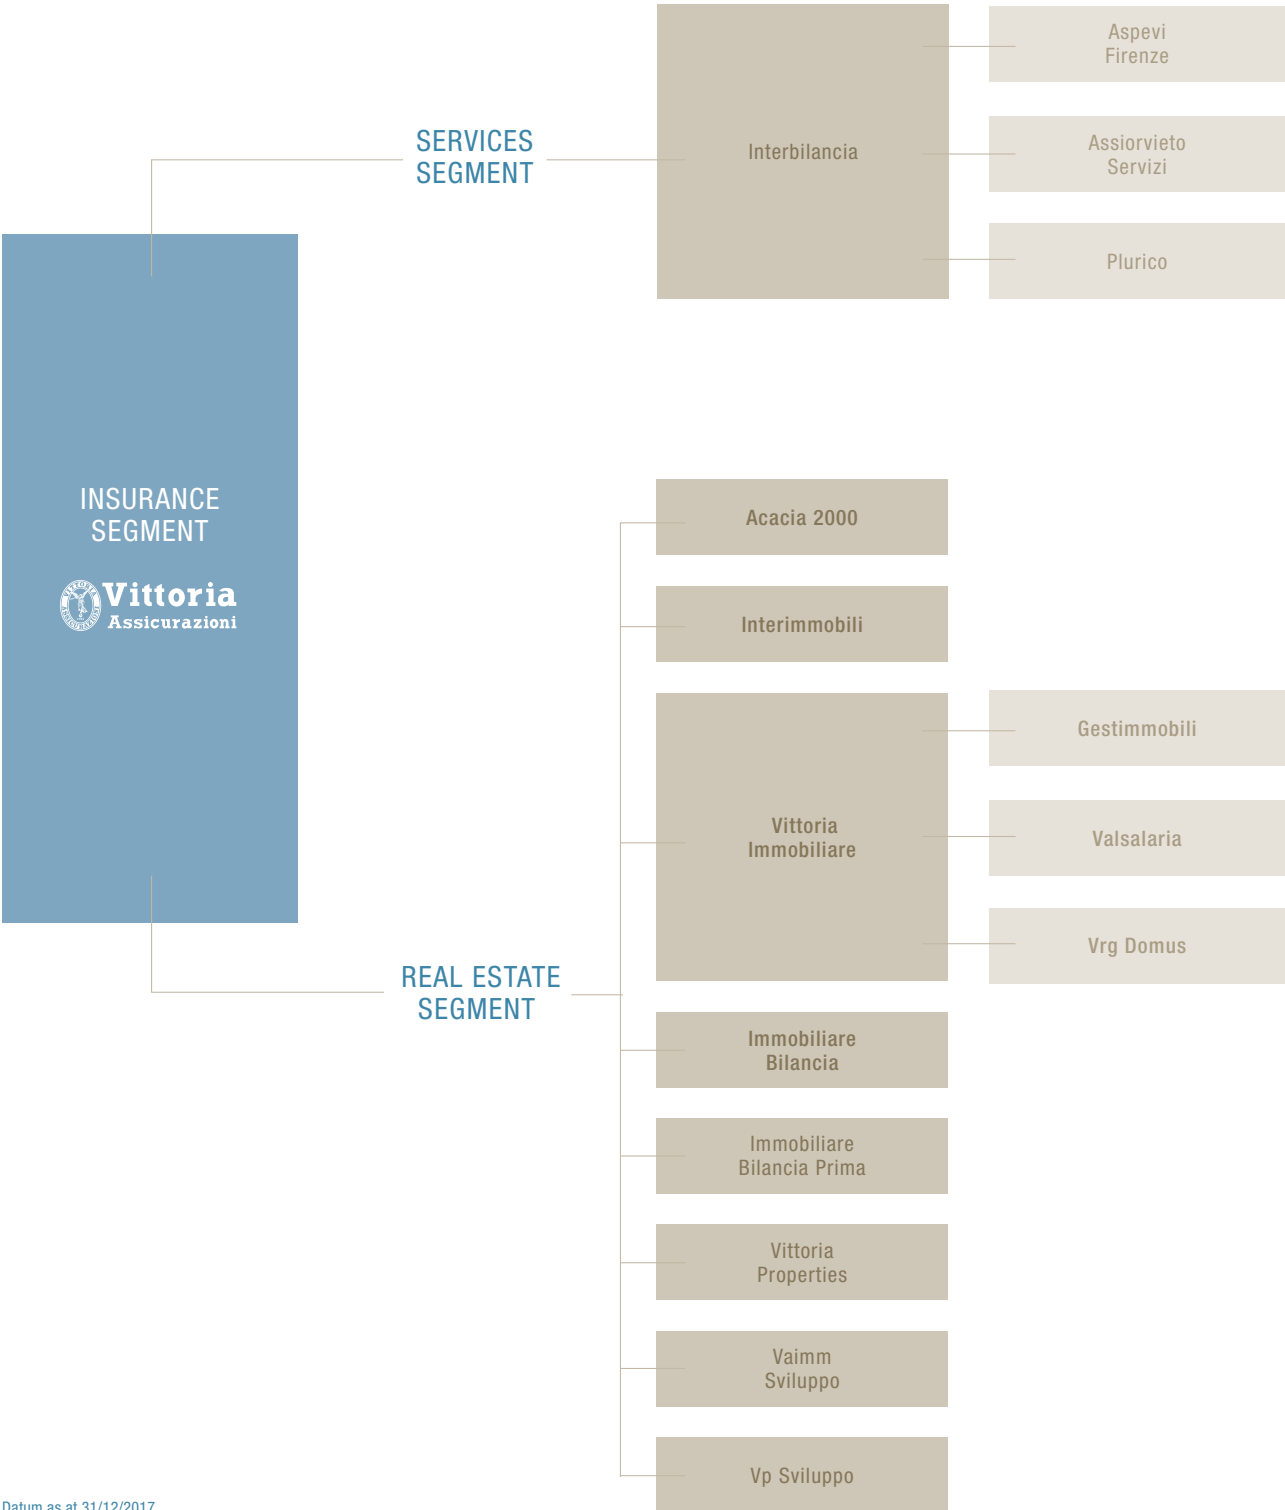 SERVICES
SEGMENT
Interbilancia
Aspevi
Firenze
Assiorvieto
Servizi
Plurico
INSURANCE
SEGMENT
Vittoria
Assicurazioni
REAL ESTATE
SEGMENT
Acacia 2000
Interimmobili
Vittoria
Immobiliare
Gestimmobili
Valsalaria
Vrg Domus
Immobiliare
Bilancia
Immobiliare
Bilancia Prima
Vittoria
Properties
Vaimm
Sviluppo
Vp Sviluppo
Datum as at 31/12/2017